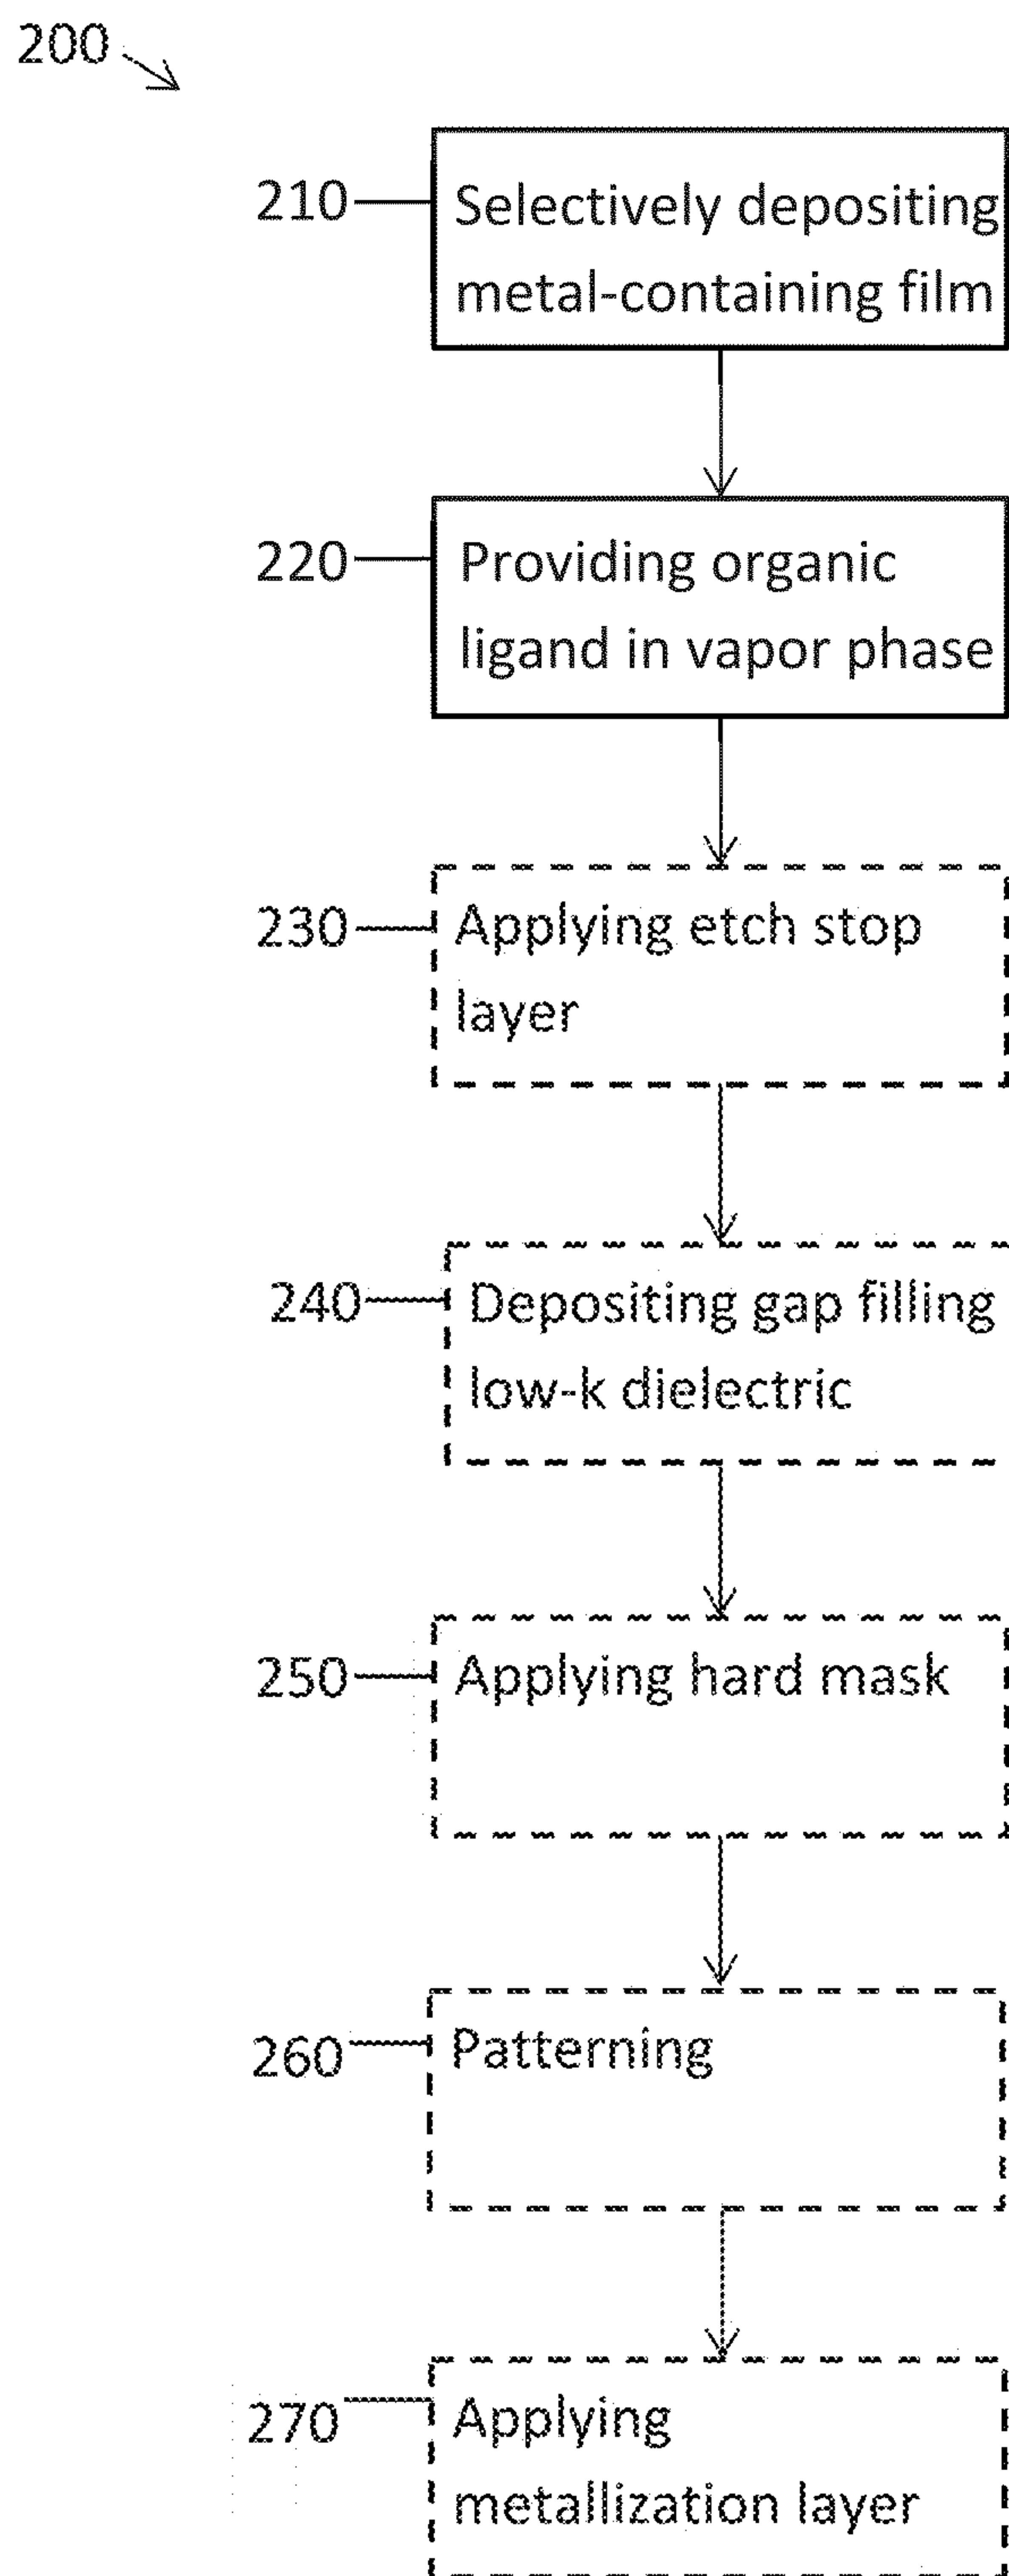 200
210
Selectively depositing
metal-containing film
220
Providing organic
ligand in vapor phase
230
Applying etch stop
layer
240
Depositing gap filling
low-k dielectric
250
Applying hard mask
260
Patterning
270
Applying
metallization layer